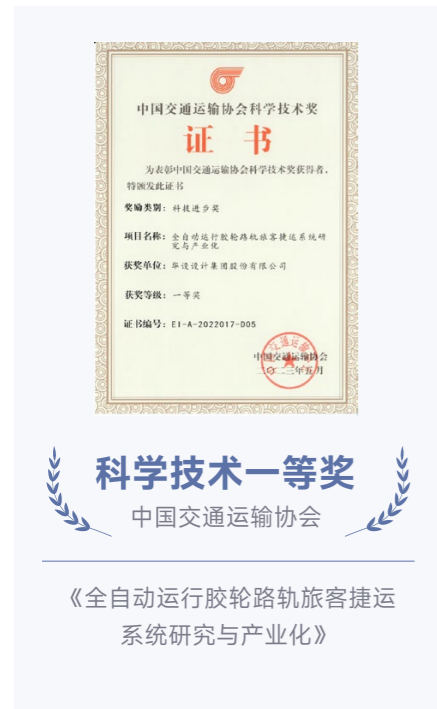 中国交通运输协会科学技术奖
证书
为表彰中国交通运输协会科学技术奖获得者，
特颁发此证书
奖励类别：科技进步奖
项目名称：全自动运行胶轮路轨旅客捷运系统研
究与产业化
获奖单位：华设设计集团股份有限公司
获奖等级：一等奖
证书编号：EI-A-2022017-D05
中国交通运输协会
二〇二三年五月
科学技术一等奖
中国交通运输协会
《全自动运行胶轮路轨旅客捷运
系统研究与产业化》